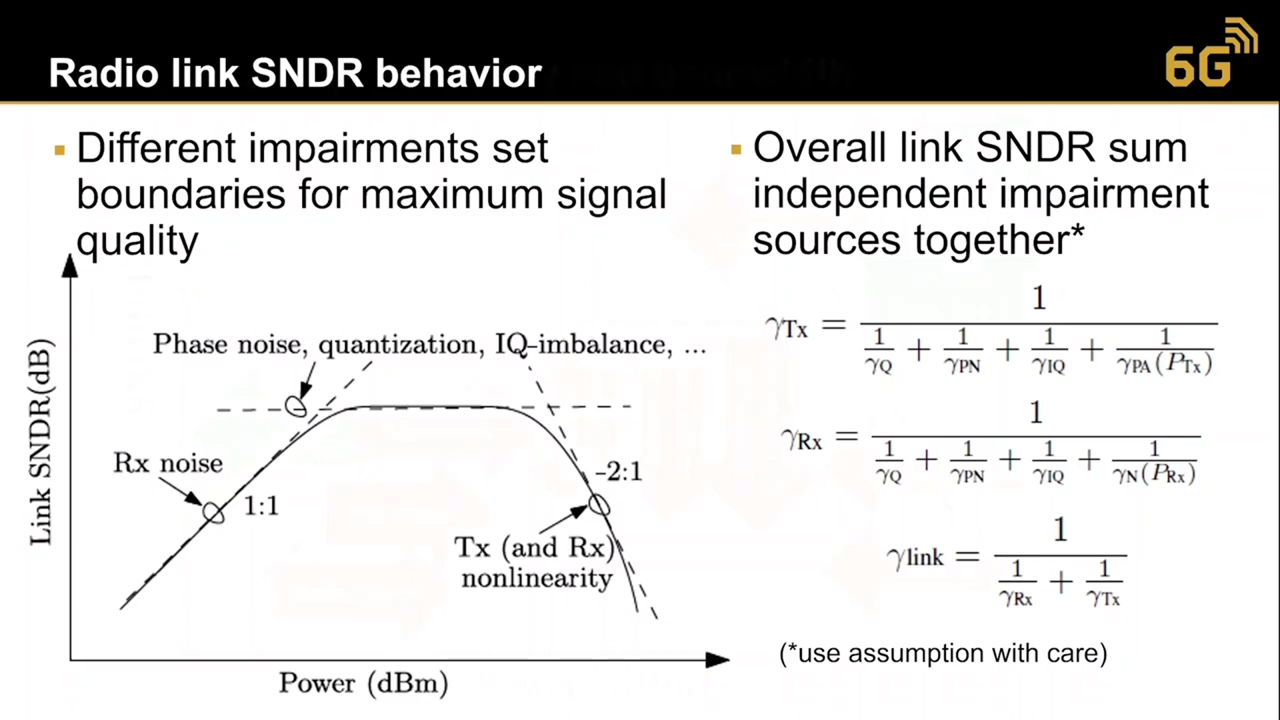 Radio link SNDR behavior
6G
▪ Different impairments set
boundaries for maximum signal
quality
Link SNDR(dB)
Phase noise, quantization, IQ-imbalance, ...
Rx noise
1:1
-2:1
Tx (and Rx)
nonlinearity
Power (dBm)
▪ Overall link SNDR sum
independent impairment
sources together*
γTx = 1 / (1/γQ + 1/γPN + 1/γIQ + 1/γPA(PTx))
γRx = 1 / (1/γQ + 1/γPN + 1/γIQ + 1/γN(PRx))
γlink = 1 / (1/γRx + 1/γTx)
(*use assumption with care)